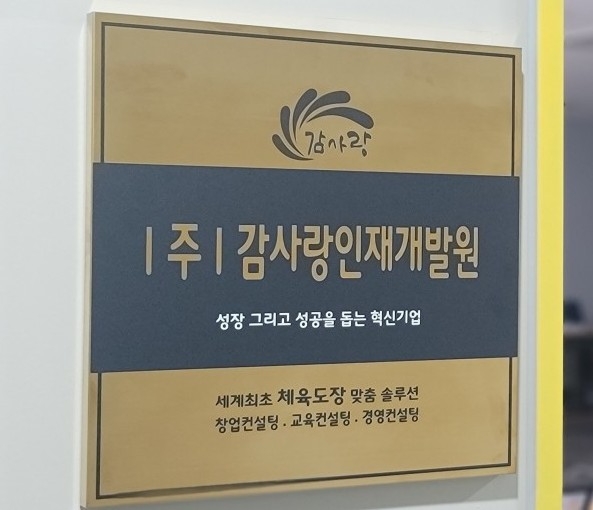 감사랑
| 주 | 감사랑인재개발원
성장 그리고 성공을 돕는 혁신기업
세계최초 체육도장 맞춤 솔루션
창업컨설팅 . 교육컨설팅 . 경영컨설팅